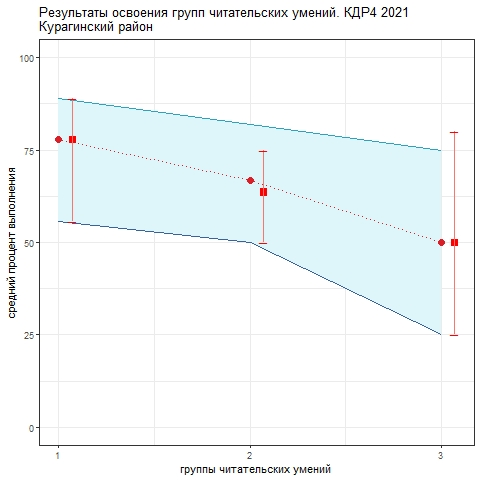 Результаты освоения групп читательских умений. КДР4 2021
Курагинский район
100
75
50
25
0
средний процент выполнения
1 2 3
группы читательских умений